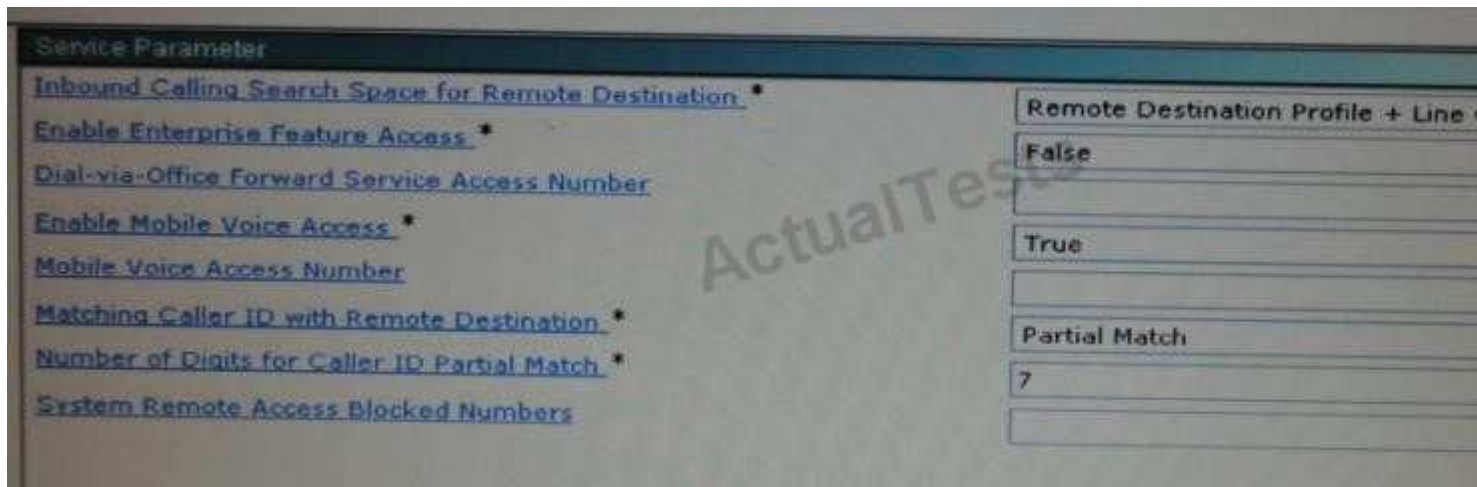 Service Parameter
Inbound Calling Search Space for Remote Destination *
Remote Destination Profile + Line
Enable Enterprise Feature Access *
False
Dial-via-Office Forward Service Access Number
Enable Mobile Voice Access *
True
Mobile Voice Access Number
Matching Caller ID with Remote Destination *
Partial Match
Number of Digits for Caller ID Partial Match *
7
System Remote Access Blocked Numbers
ActualTests